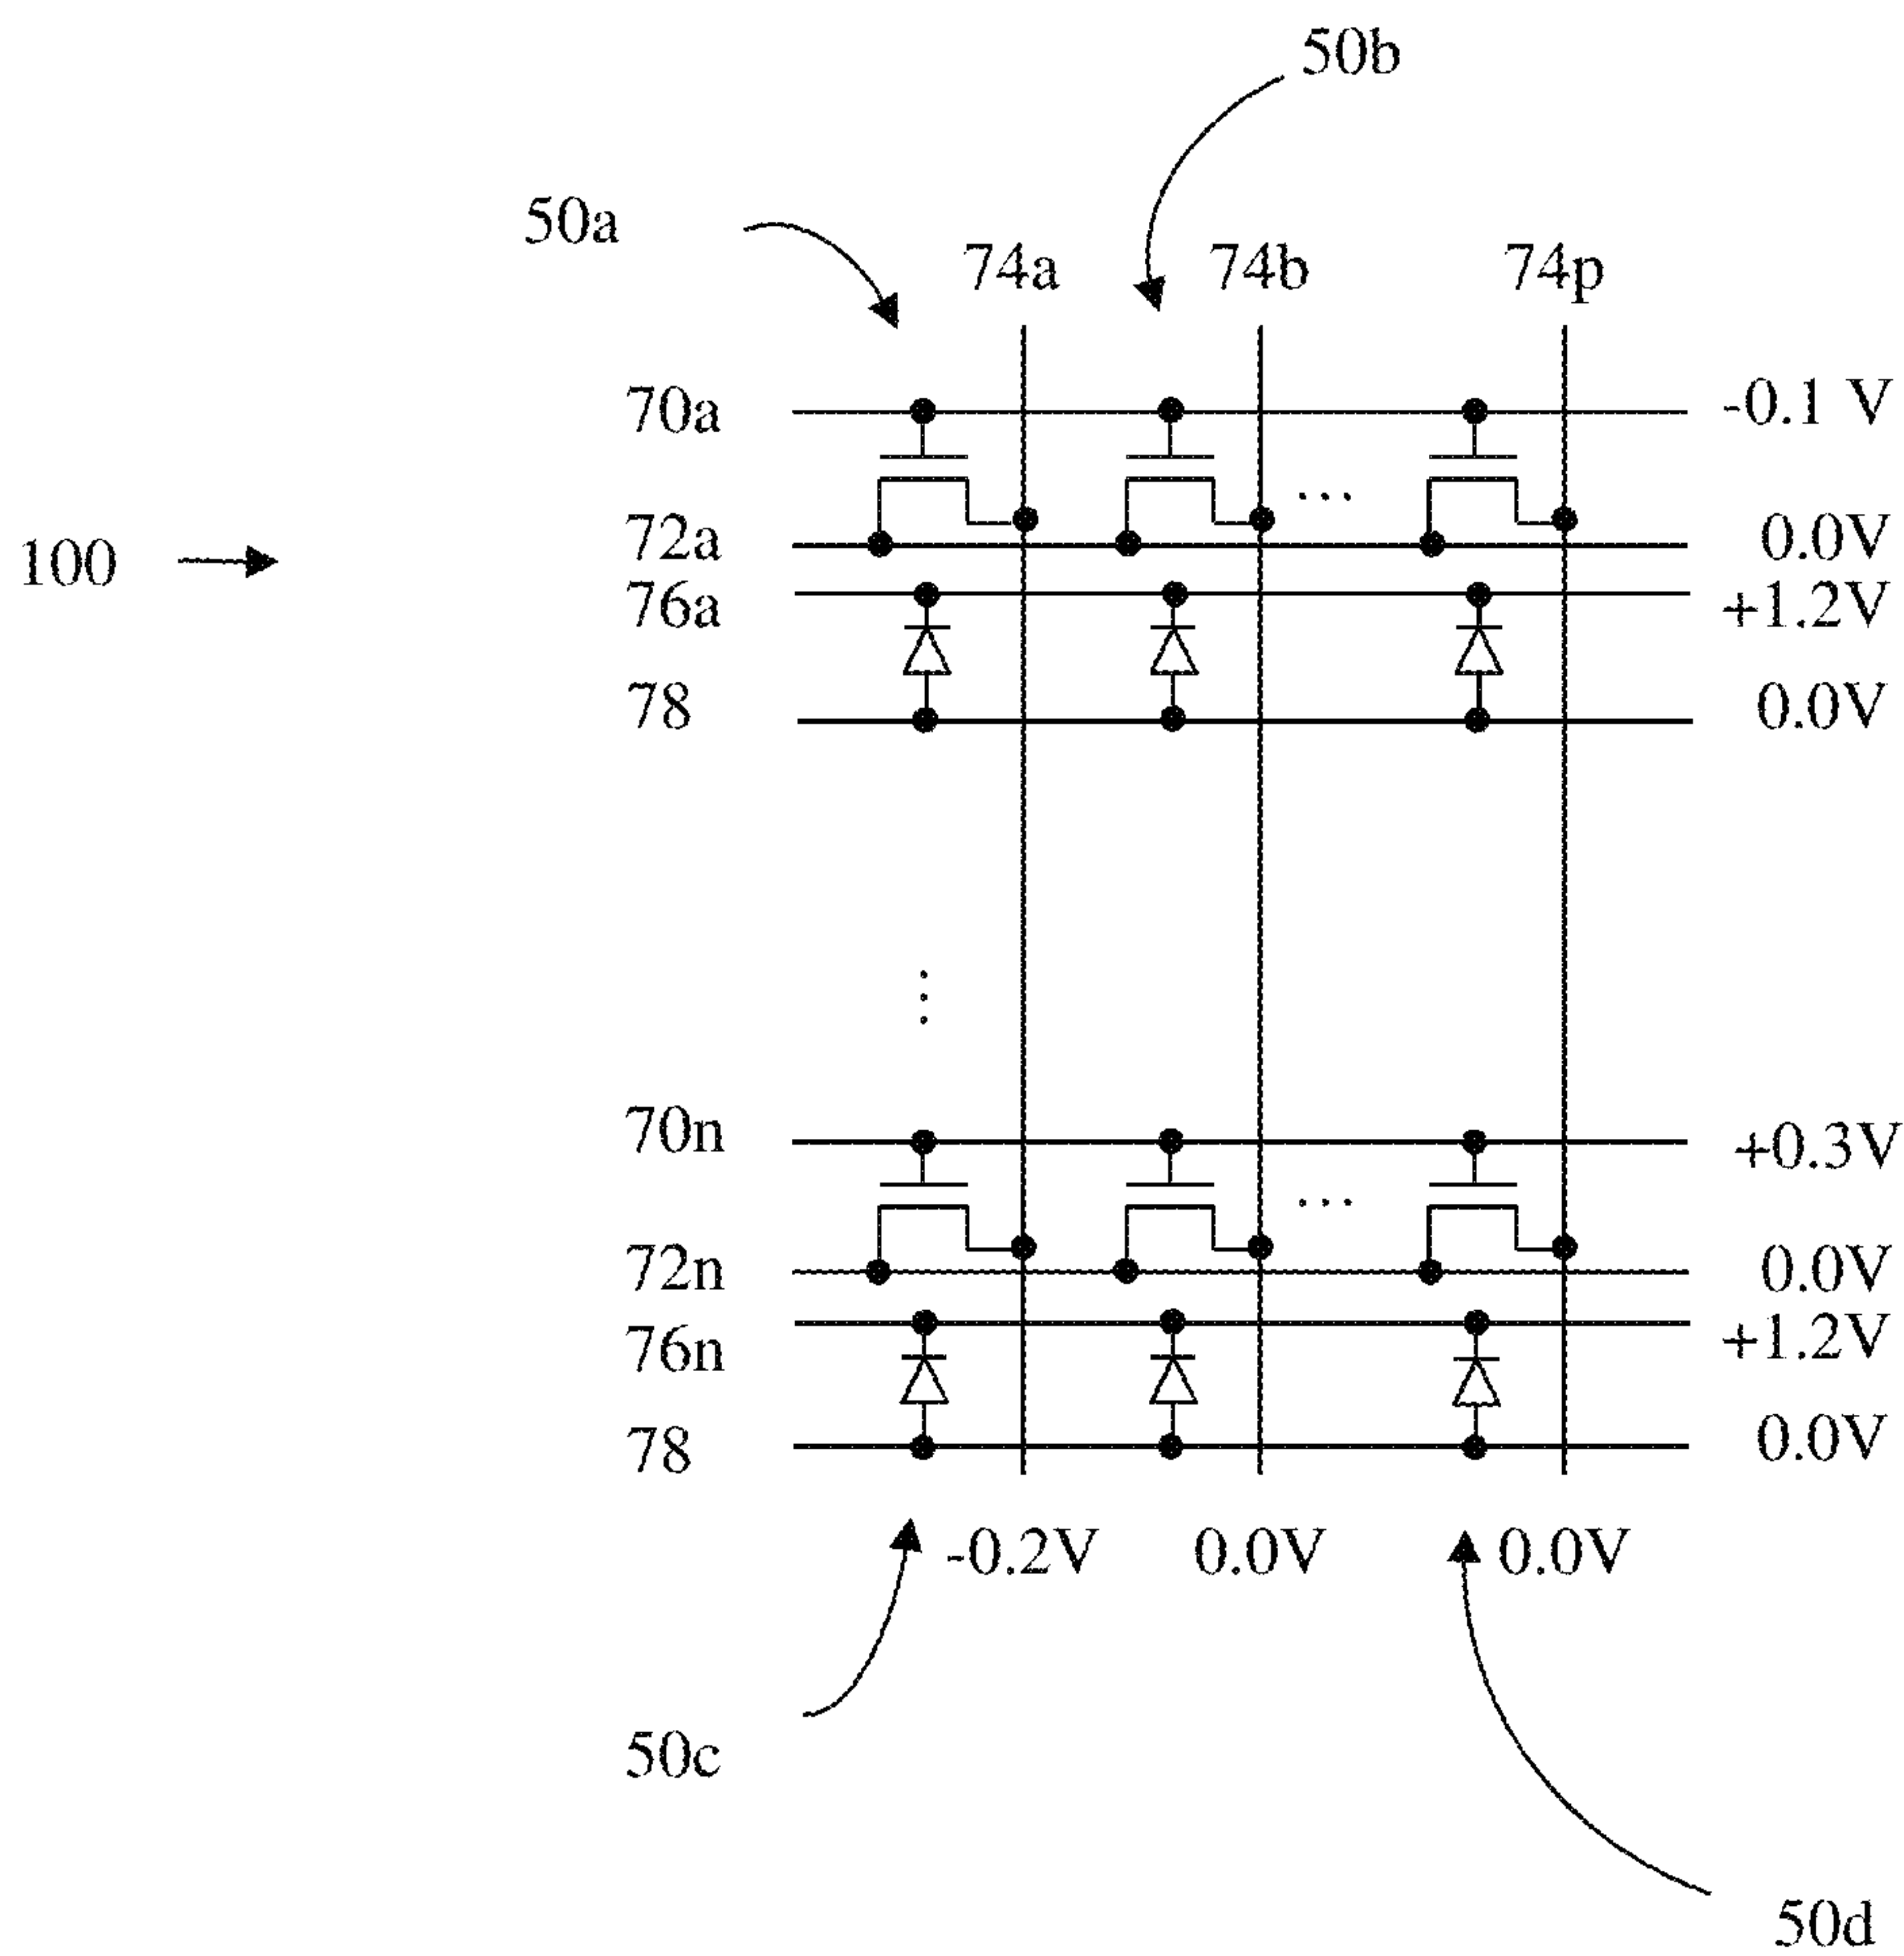 50b
50a
74a 74b 74p
70a -0.1 V
...
72a 0.0V
100
76a +1.2V
78 0.0V
⋮
70n +0.3V
...
72n 0.0V
76n +1.2V
78 0.0V
-0.2V 0.0V 0.0V
50c
50d